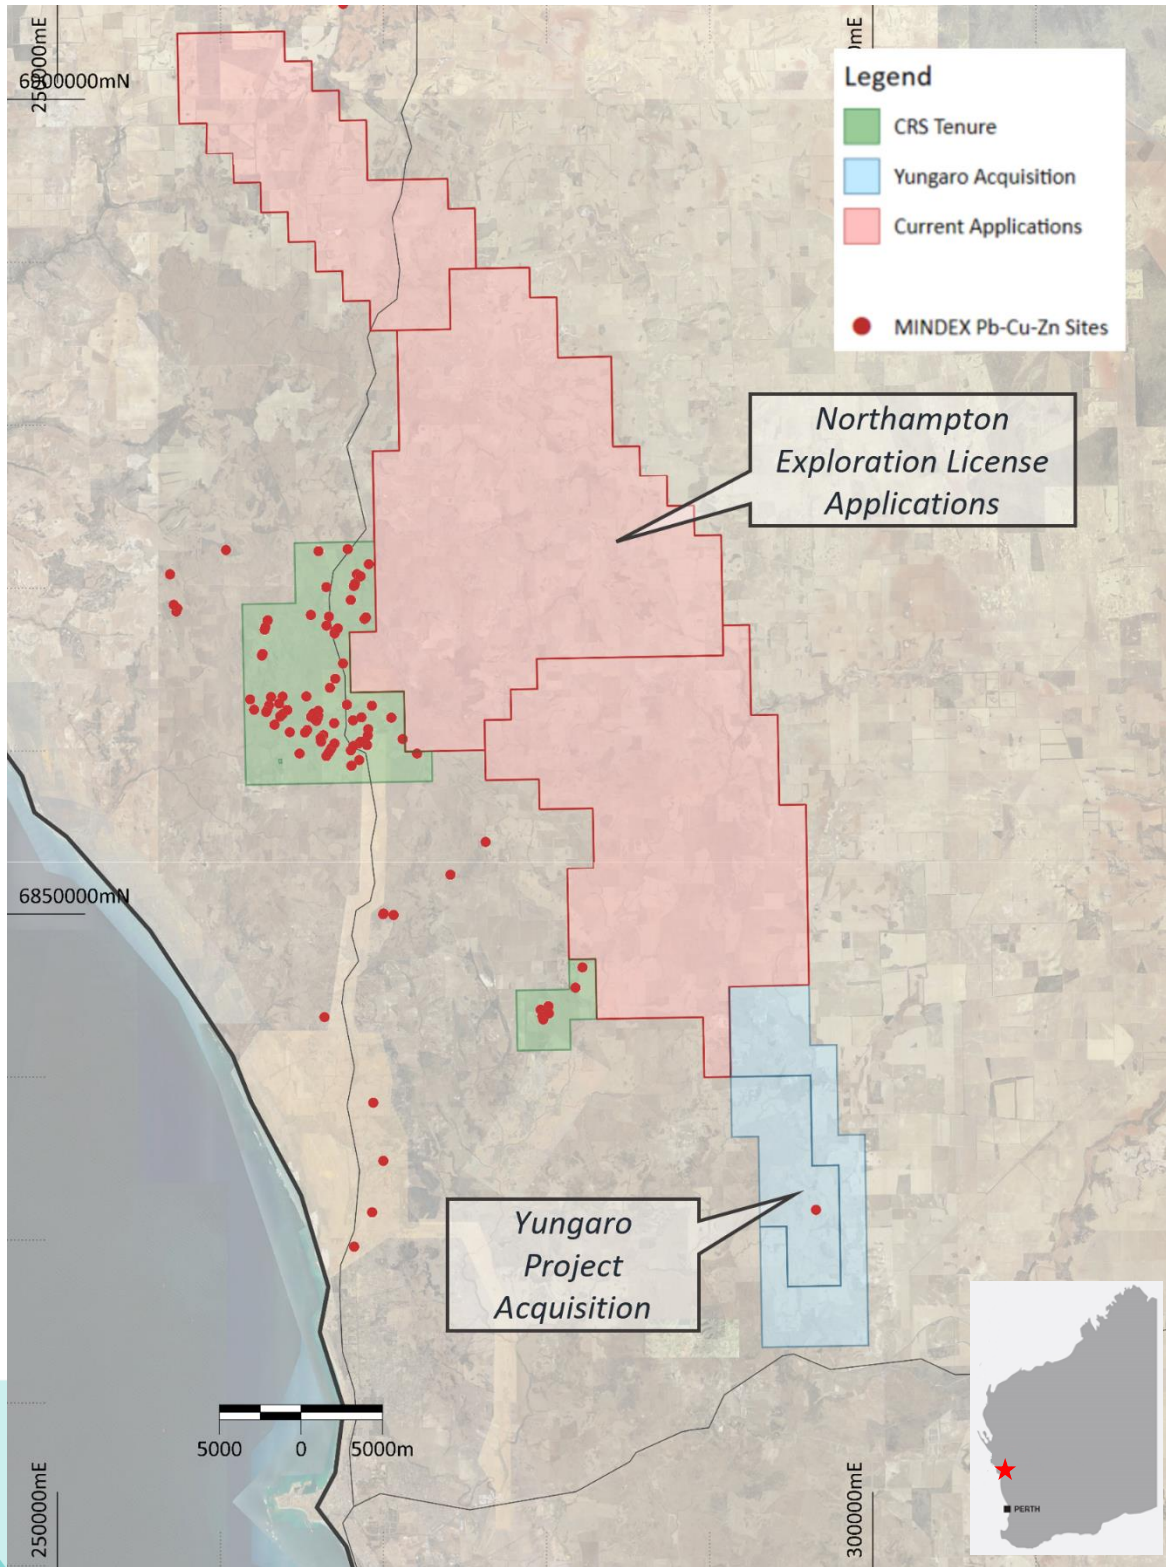 250000mE
6900000mN
mE
Legend
CRS Tenure
Yungaro Acquisition
Current Applications
MINDEX Pb-Cu-Zn Sites
Northampton
Exploration License
Applications
6850000mN
Yungaro
Project
Acquisition
5000 0 5000m
250000mE
300000mE
PERTH